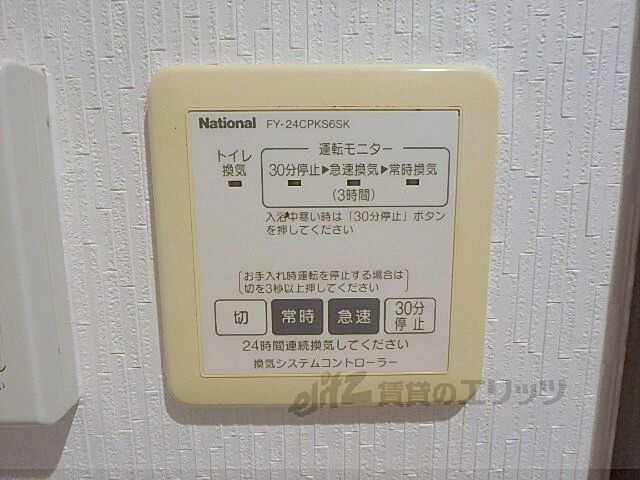 National FY-24CPKS6SK
トイレ
換気
運転モニター
30分停止▶急速換気▶常時換気
(3時間)
入浴中寒い時は「30分停止」ボタン
を押してください
お手入れ時運転を停止する場合は
切を3秒以上押してください
切 常時 急速 30分
停止
24時間連続換気してください
換気システムコントローラー
elitz 賃貸のエリッツ